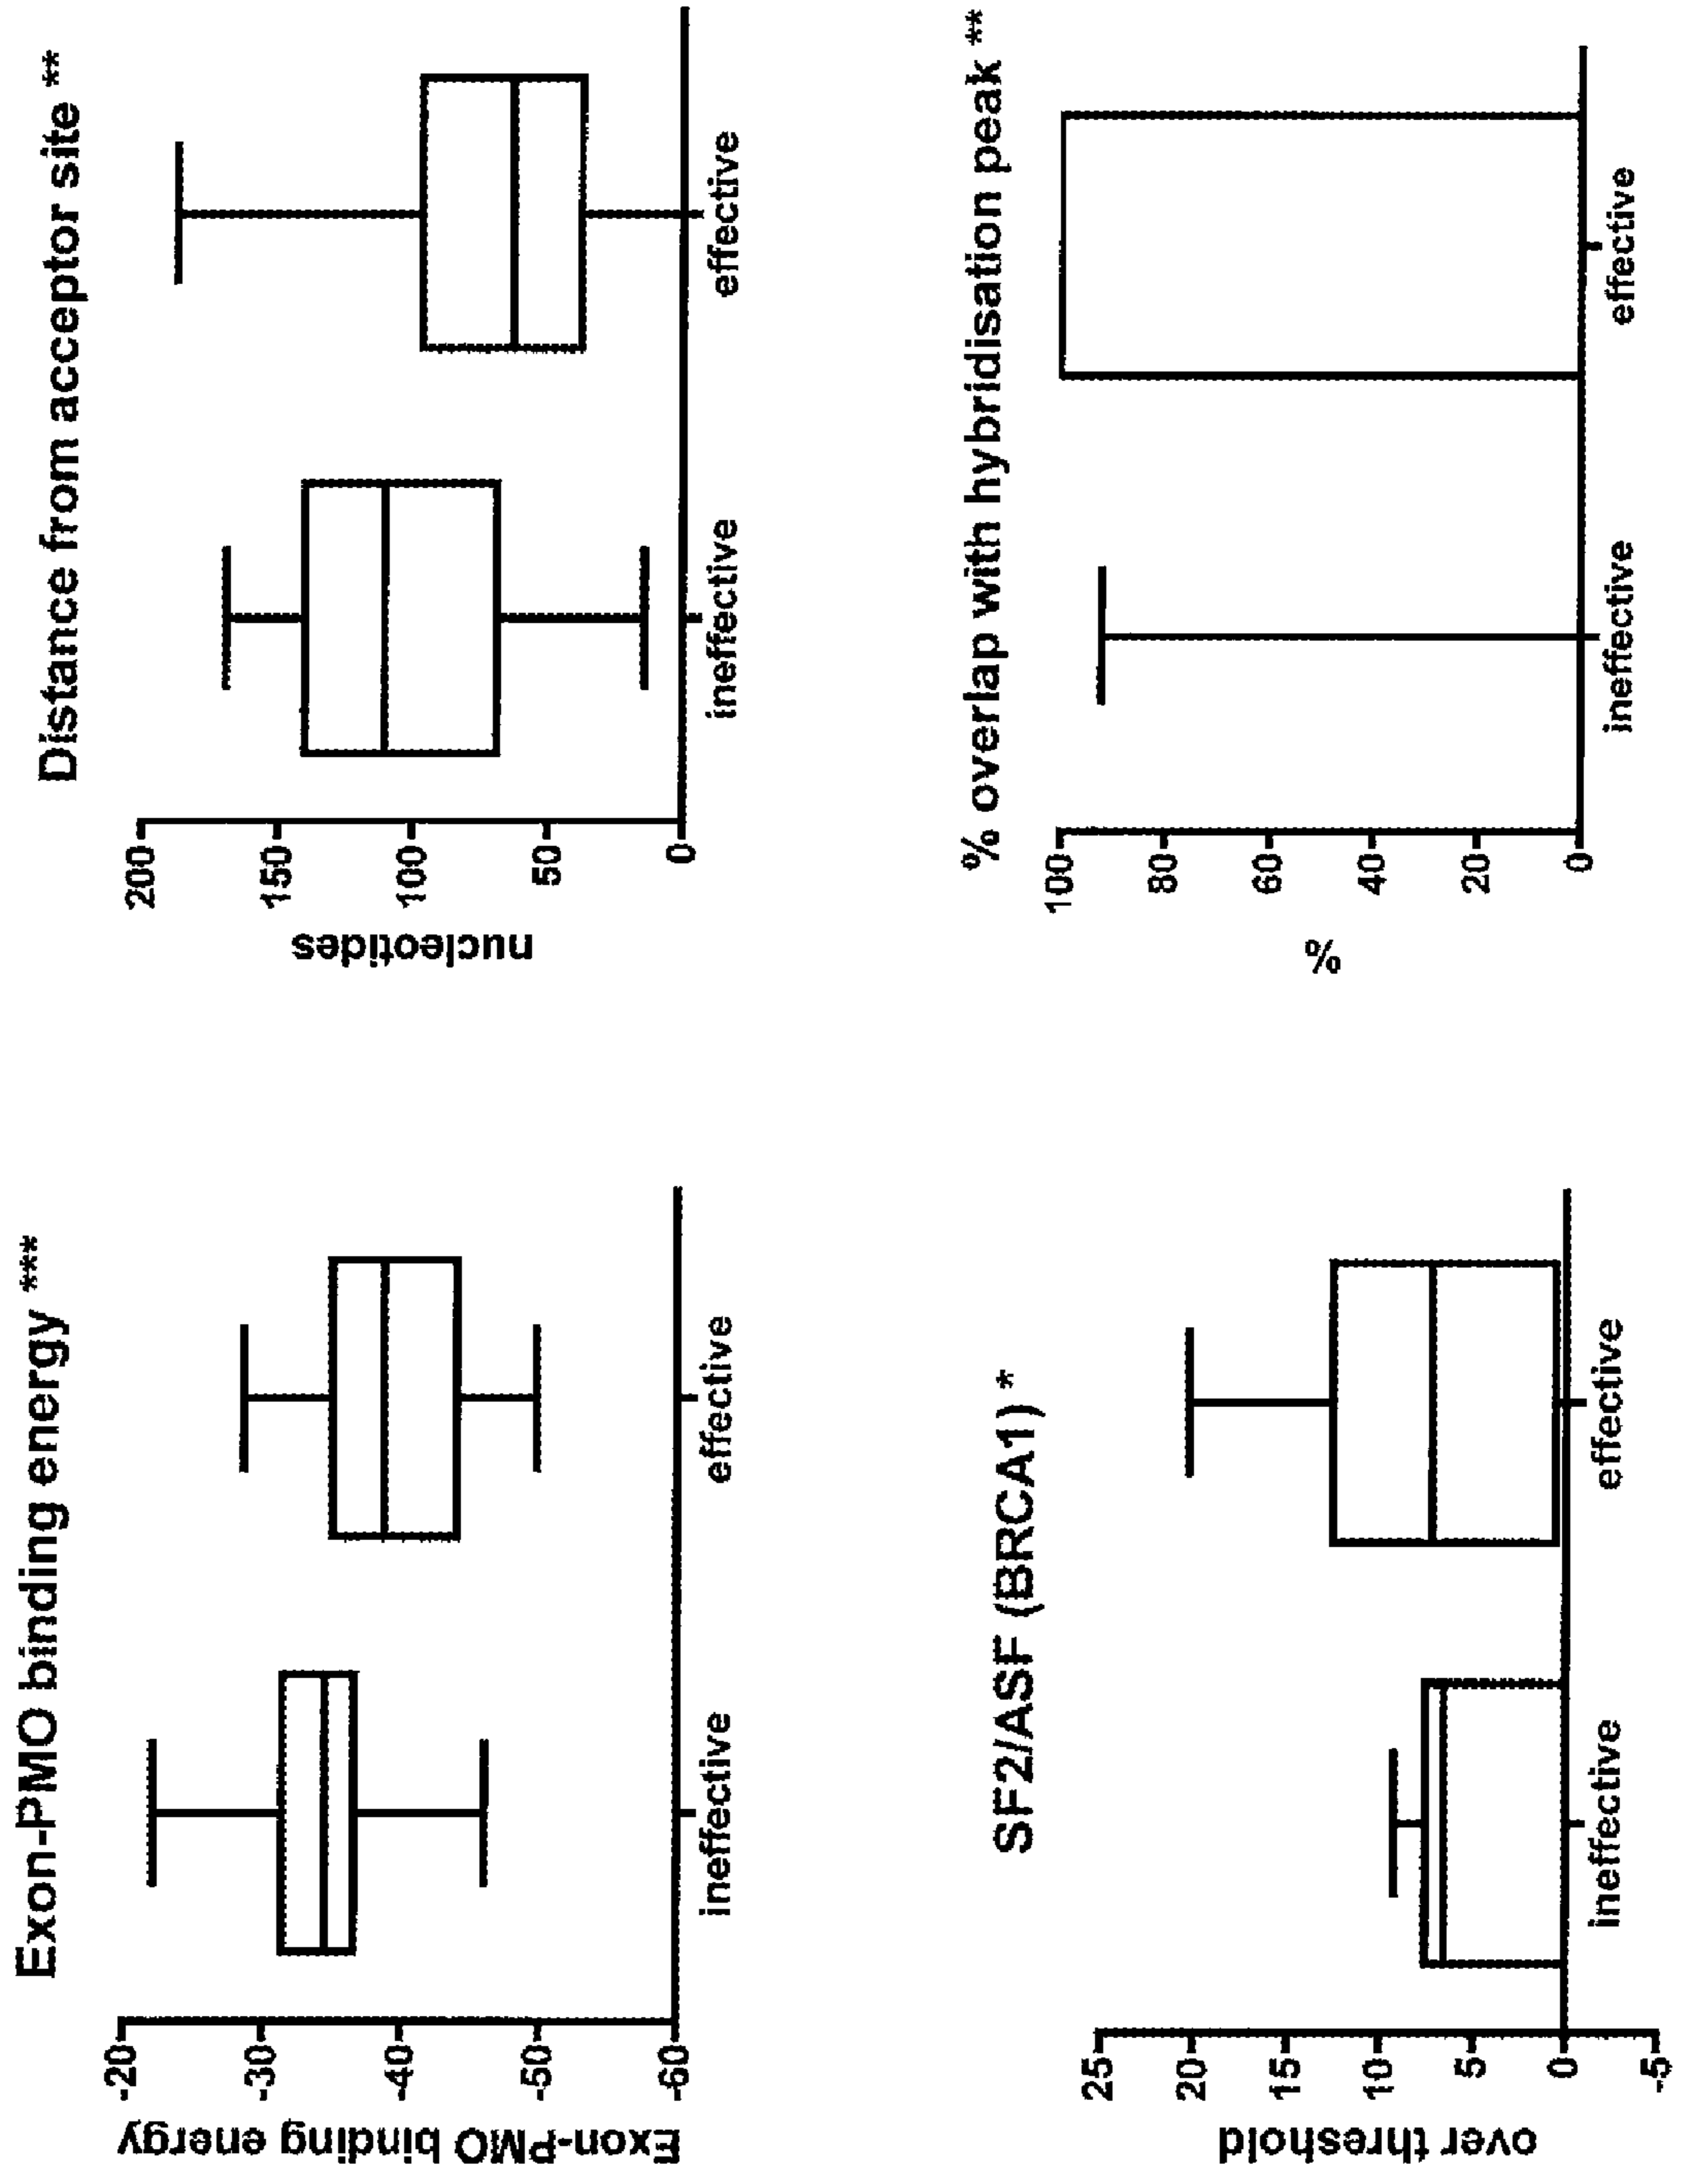 Exon-PMO binding energy ***
Exon-PMO binding energy
-20
-30
-40
-50
-60
ineffective
effective
Distance from acceptor site **
nucleotides
200
150
100
50
0
ineffective
effective
SF2/ASF (BRCA1) *
over threshold
25
20
15
10
5
0
-5
ineffective
effective
% overlap with hybridisation peak **
%
100
80
60
40
20
0
ineffective
effective